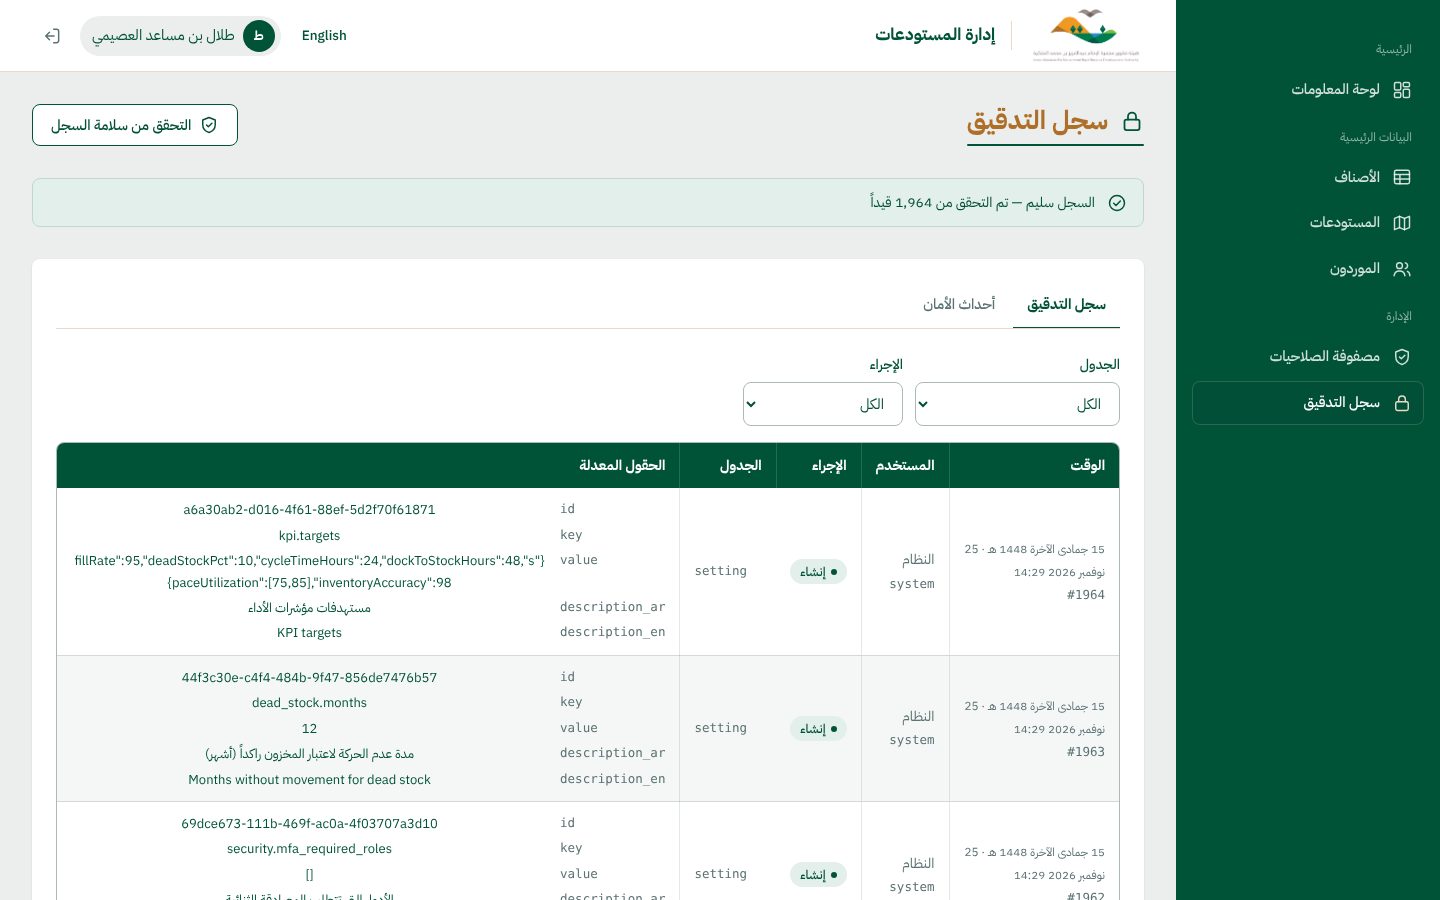 الرئيسية
لوحة المعلومات
البيانات الرئيسية
الأصناف
المستودعات
الموردون
الإدارة
مصفوفة الصلاحيات
سجل التدقيق
إدارة المستودعات
English
ط
طلال بن مساعد العصيمي
سجل التدقيق
التحقق من سلامة السجل
السجل سليم — تم التحقق من 1,964 قيداً
سجل التدقيق
أحداث الأمان
الجدول
الإجراء
الكل
الكل
الوقت
المستخدم
الإجراء
الجدول
الحقول المعدلة
15 جمادى الآخرة 1448 هـ · 25
نوفمبر 2026 14:29
#1964
النظام
system
إنشاء
setting
id
a6a30ab2-d016-4f61-88ef-5d2f70f61871
key
kpi.targets
value
fillRate":95,"deadStockPct":10,"cycleTimeHours":24,"dockToStockHours":48,"s"}
{paceUtilization":[75,85],"inventoryAccuracy":98
description_ar
مستهدفات مؤشرات الأداء
description_en
KPI targets
15 جمادى الآخرة 1448 هـ · 25
نوفمبر 2026 14:29
#1963
النظام
system
إنشاء
setting
id
44f3c30e-c4f4-484b-9f47-856de7476b57
key
dead_stock.months
value
12
description_ar
مدة عدم الحركة لاعتبار المخزون راكداً (أشهر)
description_en
Months without movement for dead stock
15 جمادى الآخرة 1448 هـ · 25
نوفمبر 2026 14:29
#1962
النظام
system
إنشاء
setting
id
69dce673-111b-469f-ac0a-4f03707a3d10
key
security.mfa_required_roles
value
[]
description_ar